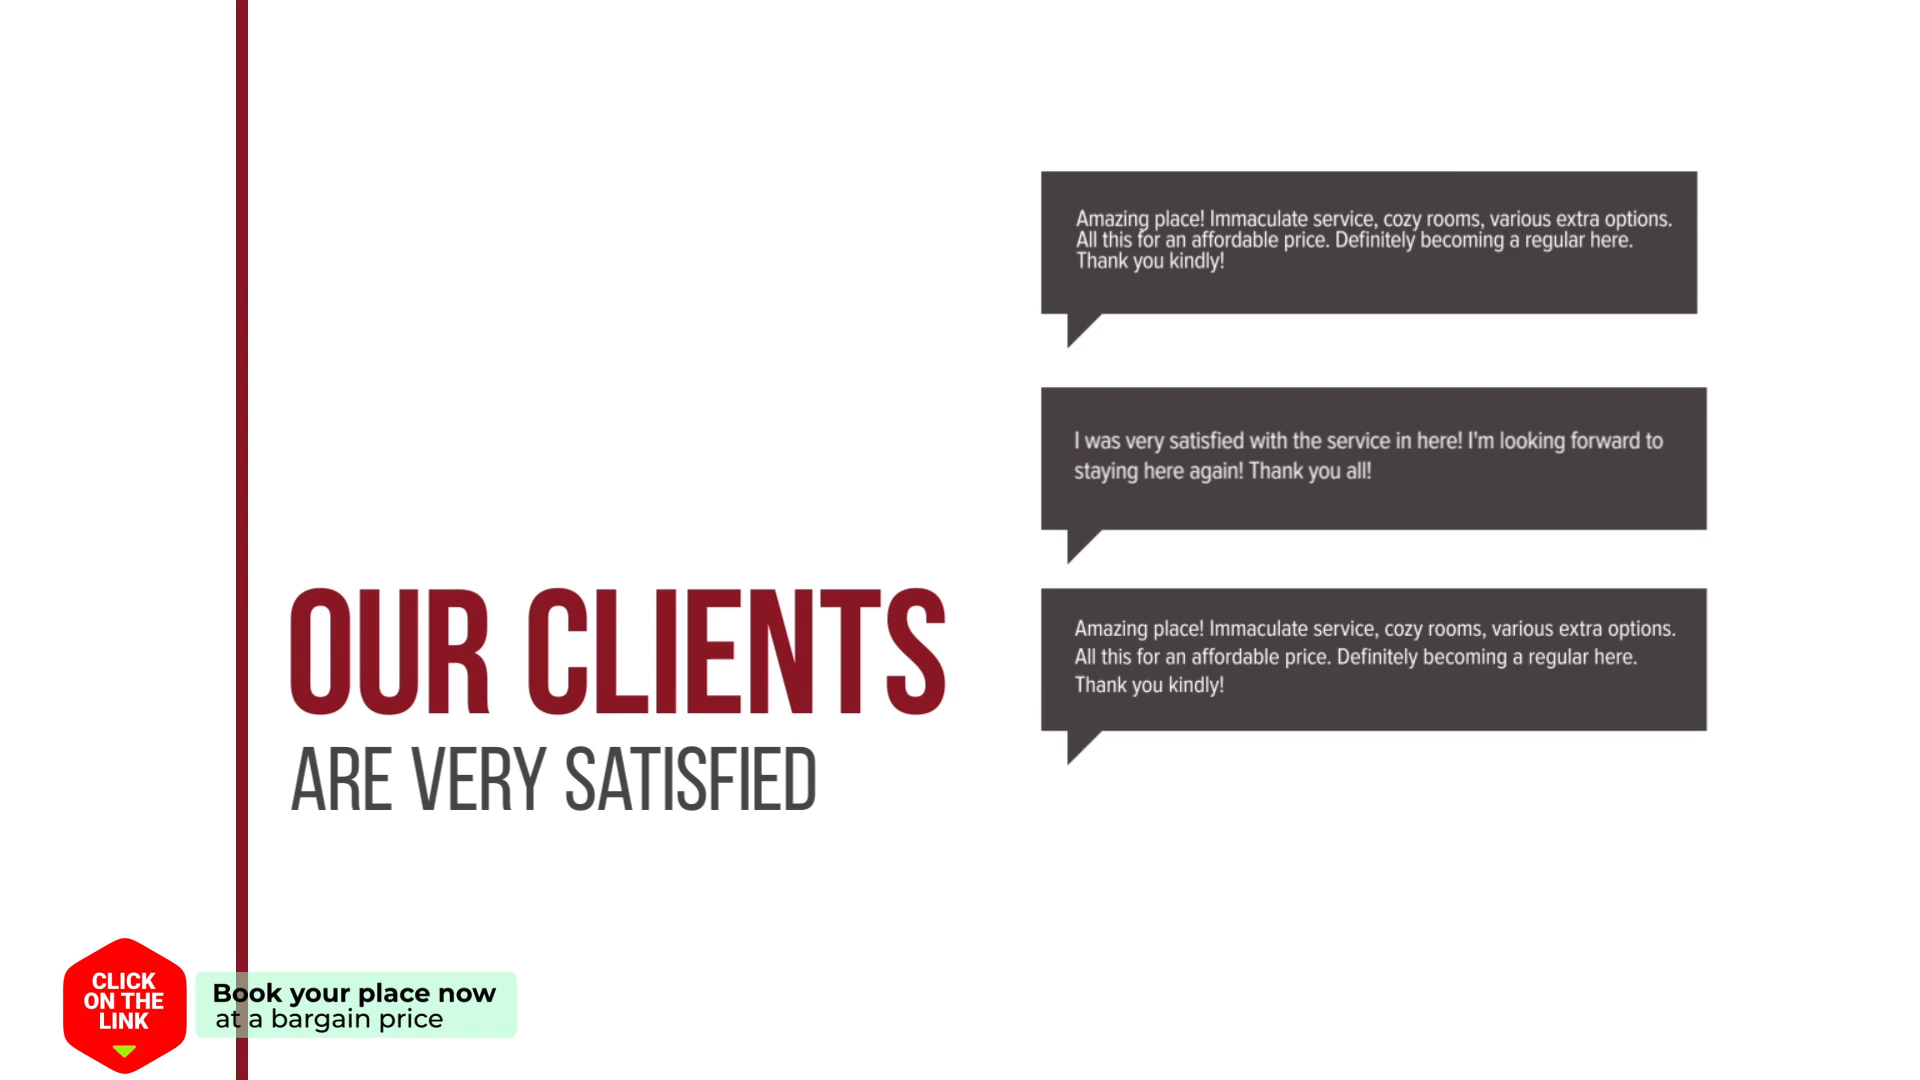 Amazing place! Immaculate service, cozy rooms, various extra options.
All this for an affordable price. Definitely becoming a regular here.
Thank you kindly!
I was very satisfied with the service in here! I'm looking forward to
staying here again! Thank you all!
Amazing place! Immaculate service, cozy rooms, various extra options.
All this for an affordable price. Definitely becoming a regular here.
Thank you kindly!
OUR CLIENTS
ARE VERY SATISFIED
CLICK
ON THE
LINK
Book your place now
at a bargain price